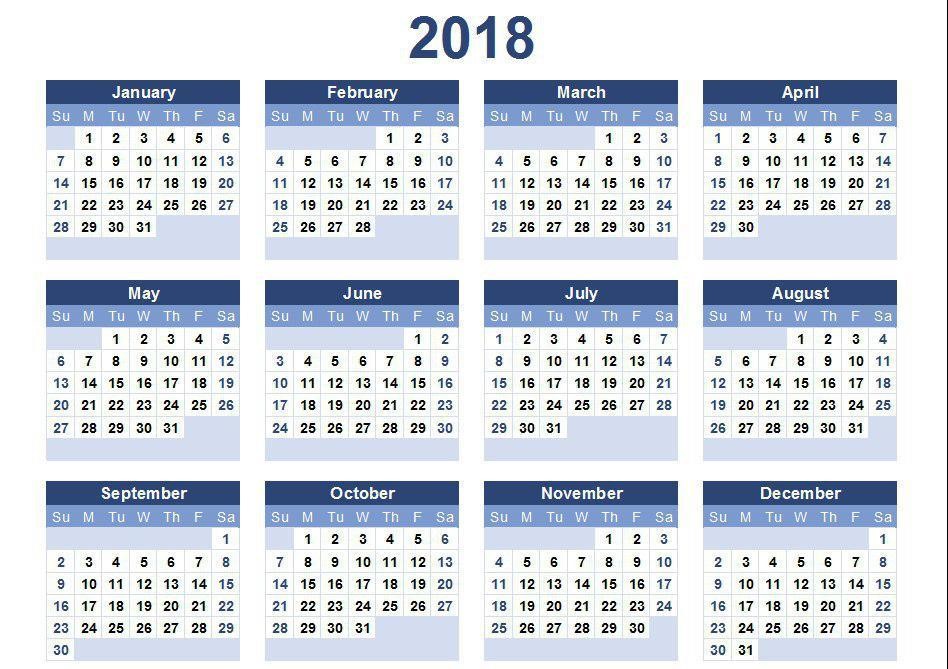 2018
January February March April
Su M Tu W Th F Sa Su M Tu W Th F Sa Su M Tu W Th F Sa Su M Tu W Th F Sa
1 2 3 4 5 6 1 2 3 1 2 3 1 2 3 4 5 6 7
7 8 9 10 11 12 13 4 5 6 7 8 9 10 4 5 6 7 8 9 10 8 9 10 11 12 13 14
14 15 16 17 18 19 20 11 12 13 14 15 16 17 11 12 13 14 15 16 17 15 16 17 18 19 20 21
21 22 23 24 25 26 27 18 19 20 21 22 23 24 18 19 20 21 22 23 24 22 23 24 25 26 27 28
28 29 30 31 25 26 27 28 25 26 27 28 29 30 31 29 30
May June July August
Su M Tu W Th F Sa Su M Tu W Th F Sa Su M Tu W Th F Sa Su M Tu W Th F Sa
1 2 3 4 5 1 2 1 2 3 4 5 6 7 1 2 3 4
6 7 8 9 10 11 12 3 4 5 6 7 8 9 8 9 10 11 12 13 14 5 6 7 8 9 10 11
13 14 15 16 17 18 19 10 11 12 13 14 15 16 15 16 17 18 19 20 21 12 13 14 15 16 17 18
20 21 22 23 24 25 26 17 18 19 20 21 22 23 22 23 24 25 26 27 28 19 20 21 22 23 24 25
27 28 29 30 31 24 25 26 27 28 29 30 29 30 31 26 27 28 29 30 31
September October November December
Su M Tu W Th F Sa Su M Tu W Th F Sa Su M Tu W Th F Sa Su M Tu W Th F Sa
1 1 2 3 4 5 6 1 2 3 1
2 3 4 5 6 7 8 7 8 9 10 11 12 13 4 5 6 7 8 9 10 2 3 4 5 6 7 8
9 10 11 12 13 14 15 14 15 16 17 18 19 20 11 12 13 14 15 16 17 9 10 11 12 13 14 15
16 17 18 19 20 21 22 21 22 23 24 25 26 27 18 19 20 21 22 23 24 16 17 18 19 20 21 22
23 24 25 26 27 28 29 28 29 30 31 25 26 27 28 29 30 23 24 25 26 27 28 29
30 30 31